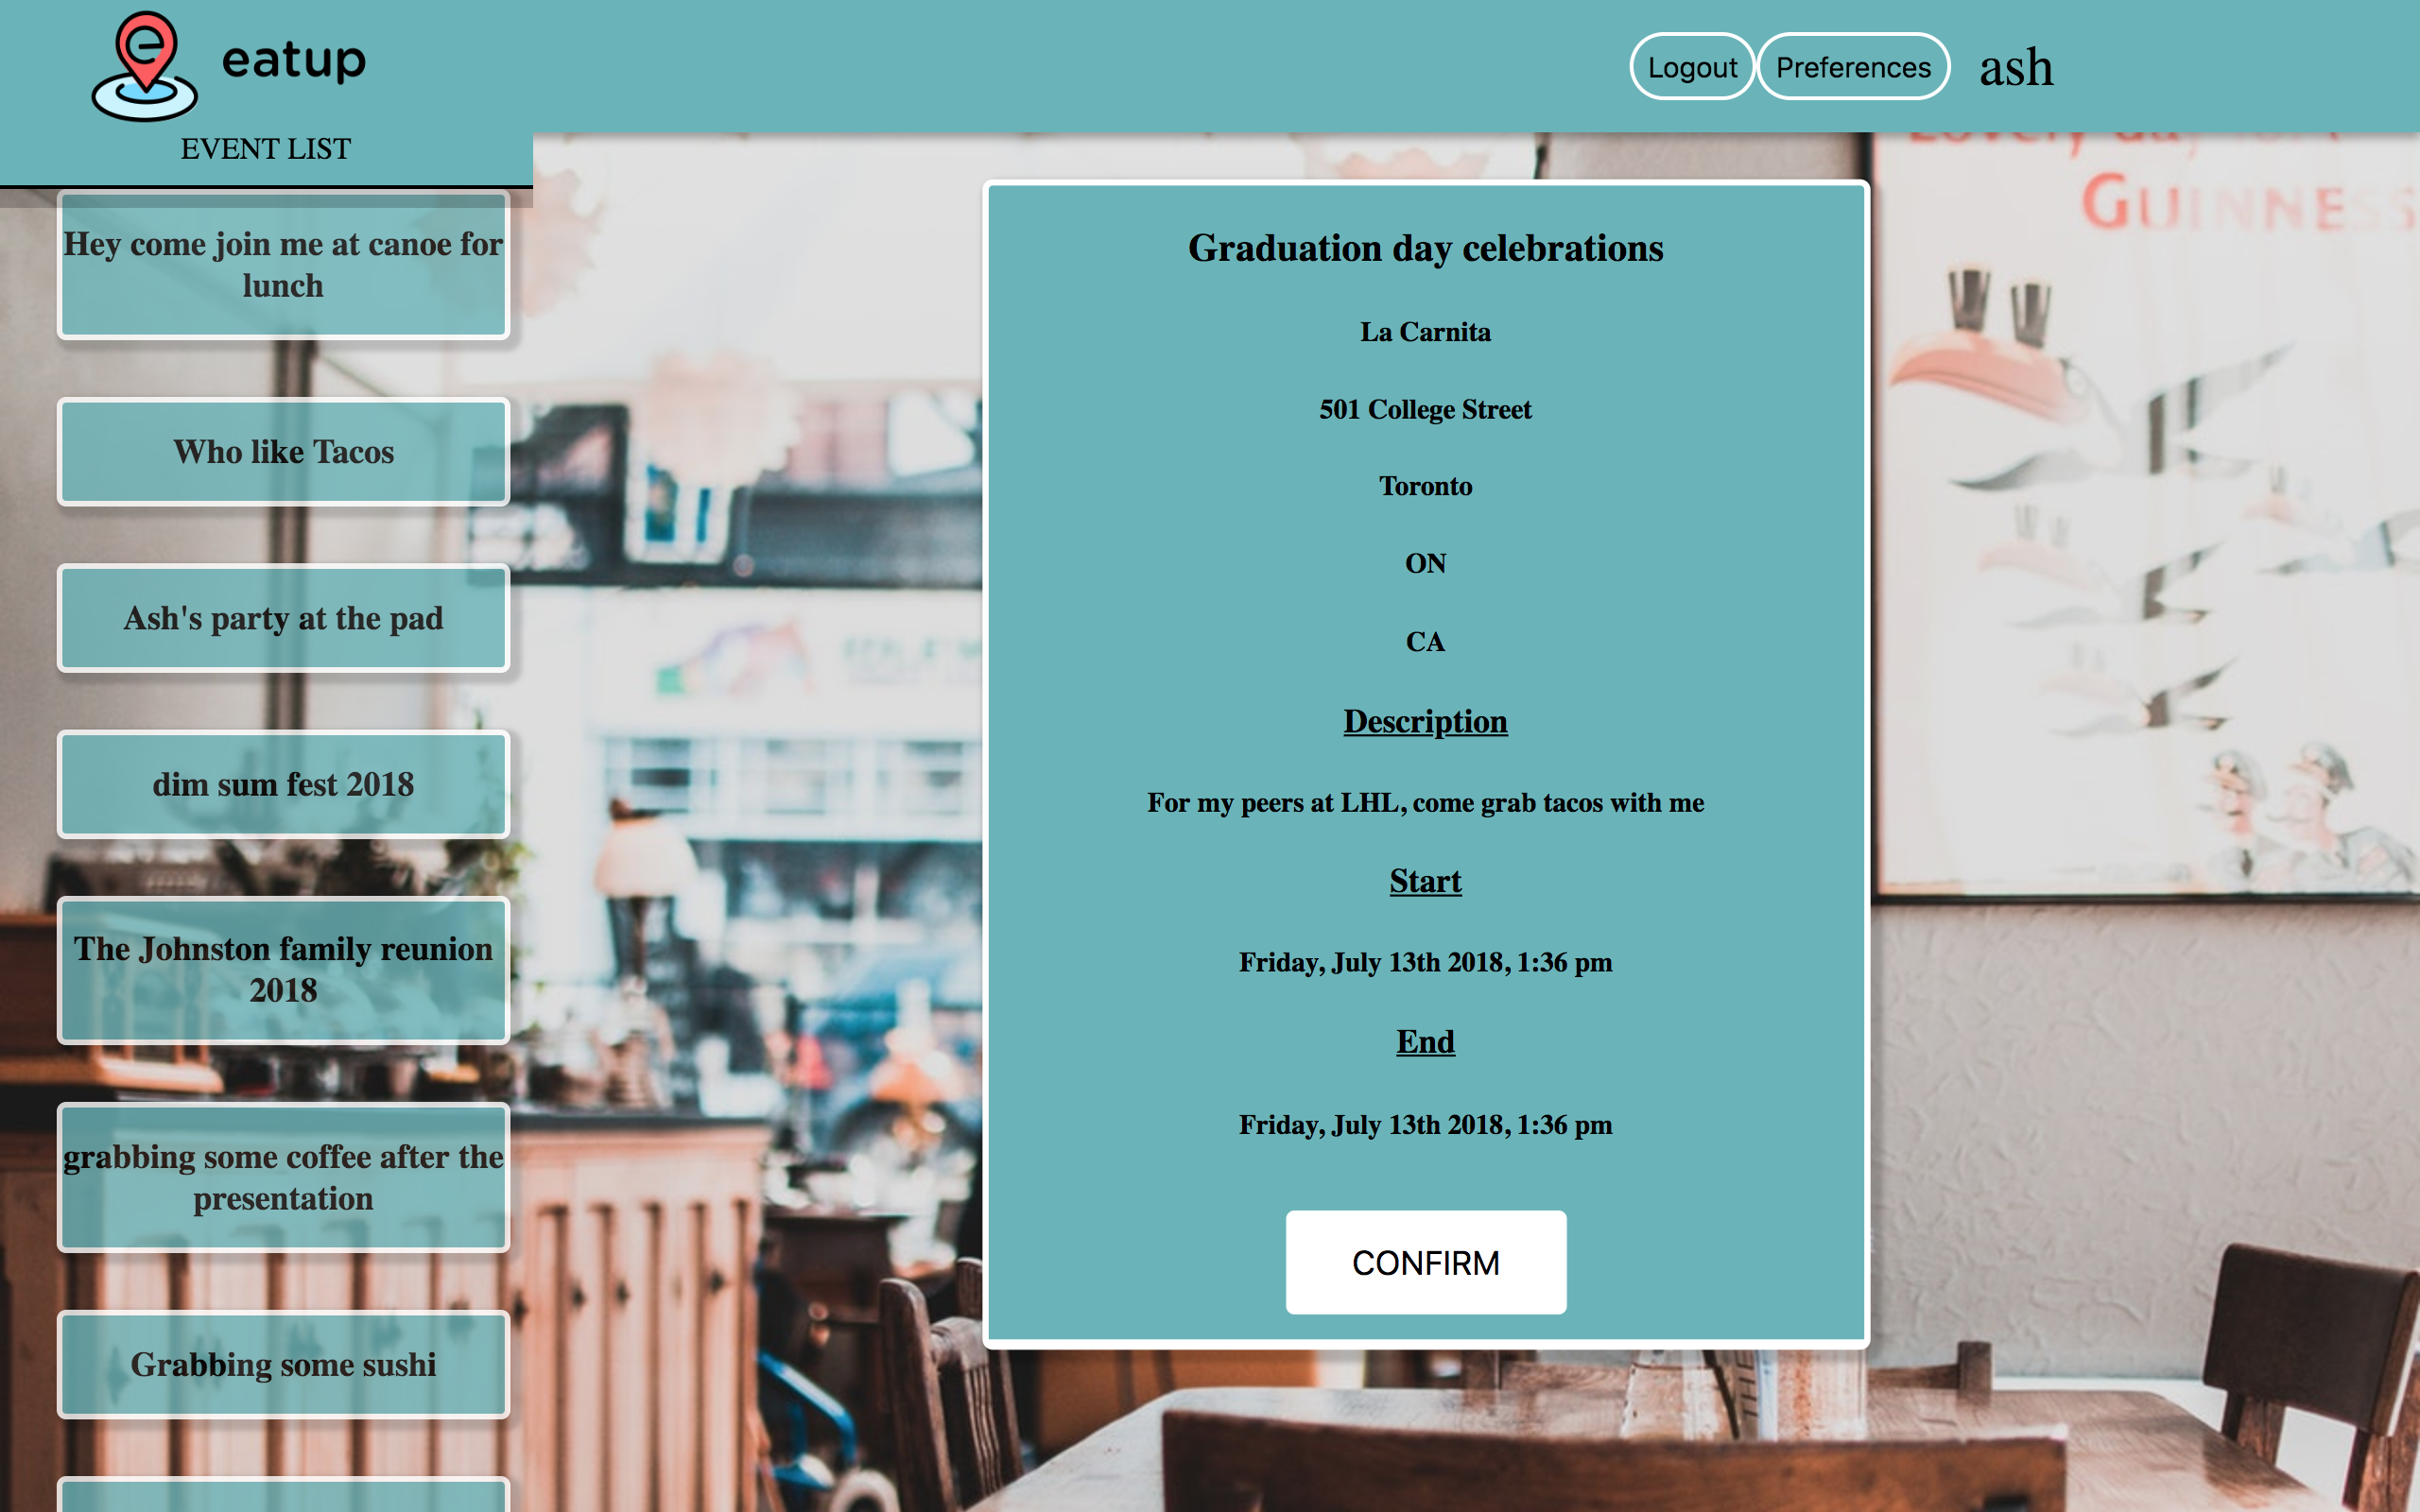 eatup
Logout
Preferences
ash
EVENT LIST
Hey come join me at canoe for
lunch
Who like Tacos
Ash's party at the pad
dim sum fest 2018
The Johnston family reunion
2018
grabbing some coffee after the
presentation
Grabbing some sushi
Graduation day celebrations
La Carnita
501 College Street
Toronto
ON
CA
Description
For my peers at LHL, come grab tacos with me
Start
Friday, July 13th 2018, 1:36 pm
End
Friday, July 13th 2018, 1:36 pm
CONFIRM
GUINNESS